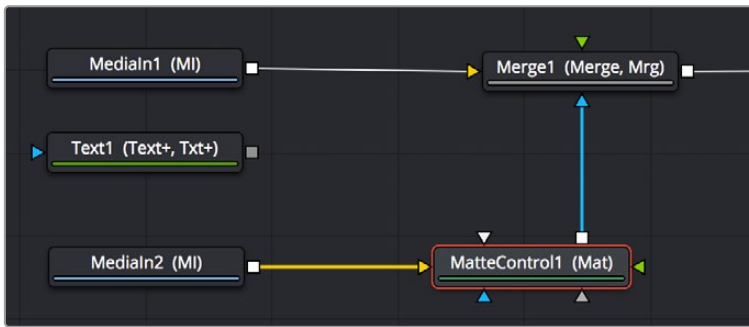 MediaIn1 (MI)
Merge1 (Merge, Mrg)
Text1 (Text+, Txt+)
MediaIn2 (MI)
MatteControl1 (Mat)